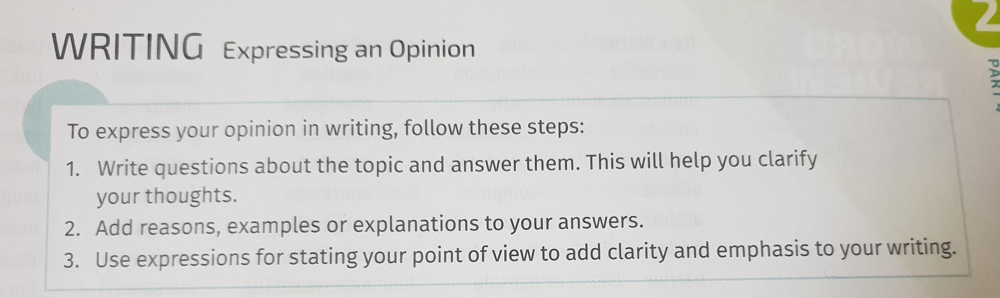 WRITING Expressing an Opinion
2
PART 4
To express your opinion in writing, follow these steps:
1. Write questions about the topic and answer them. This will help you clarify
your thoughts.
2. Add reasons, examples or explanations to your answers.
3. Use expressions for stating your point of view to add clarity and emphasis to your writing.